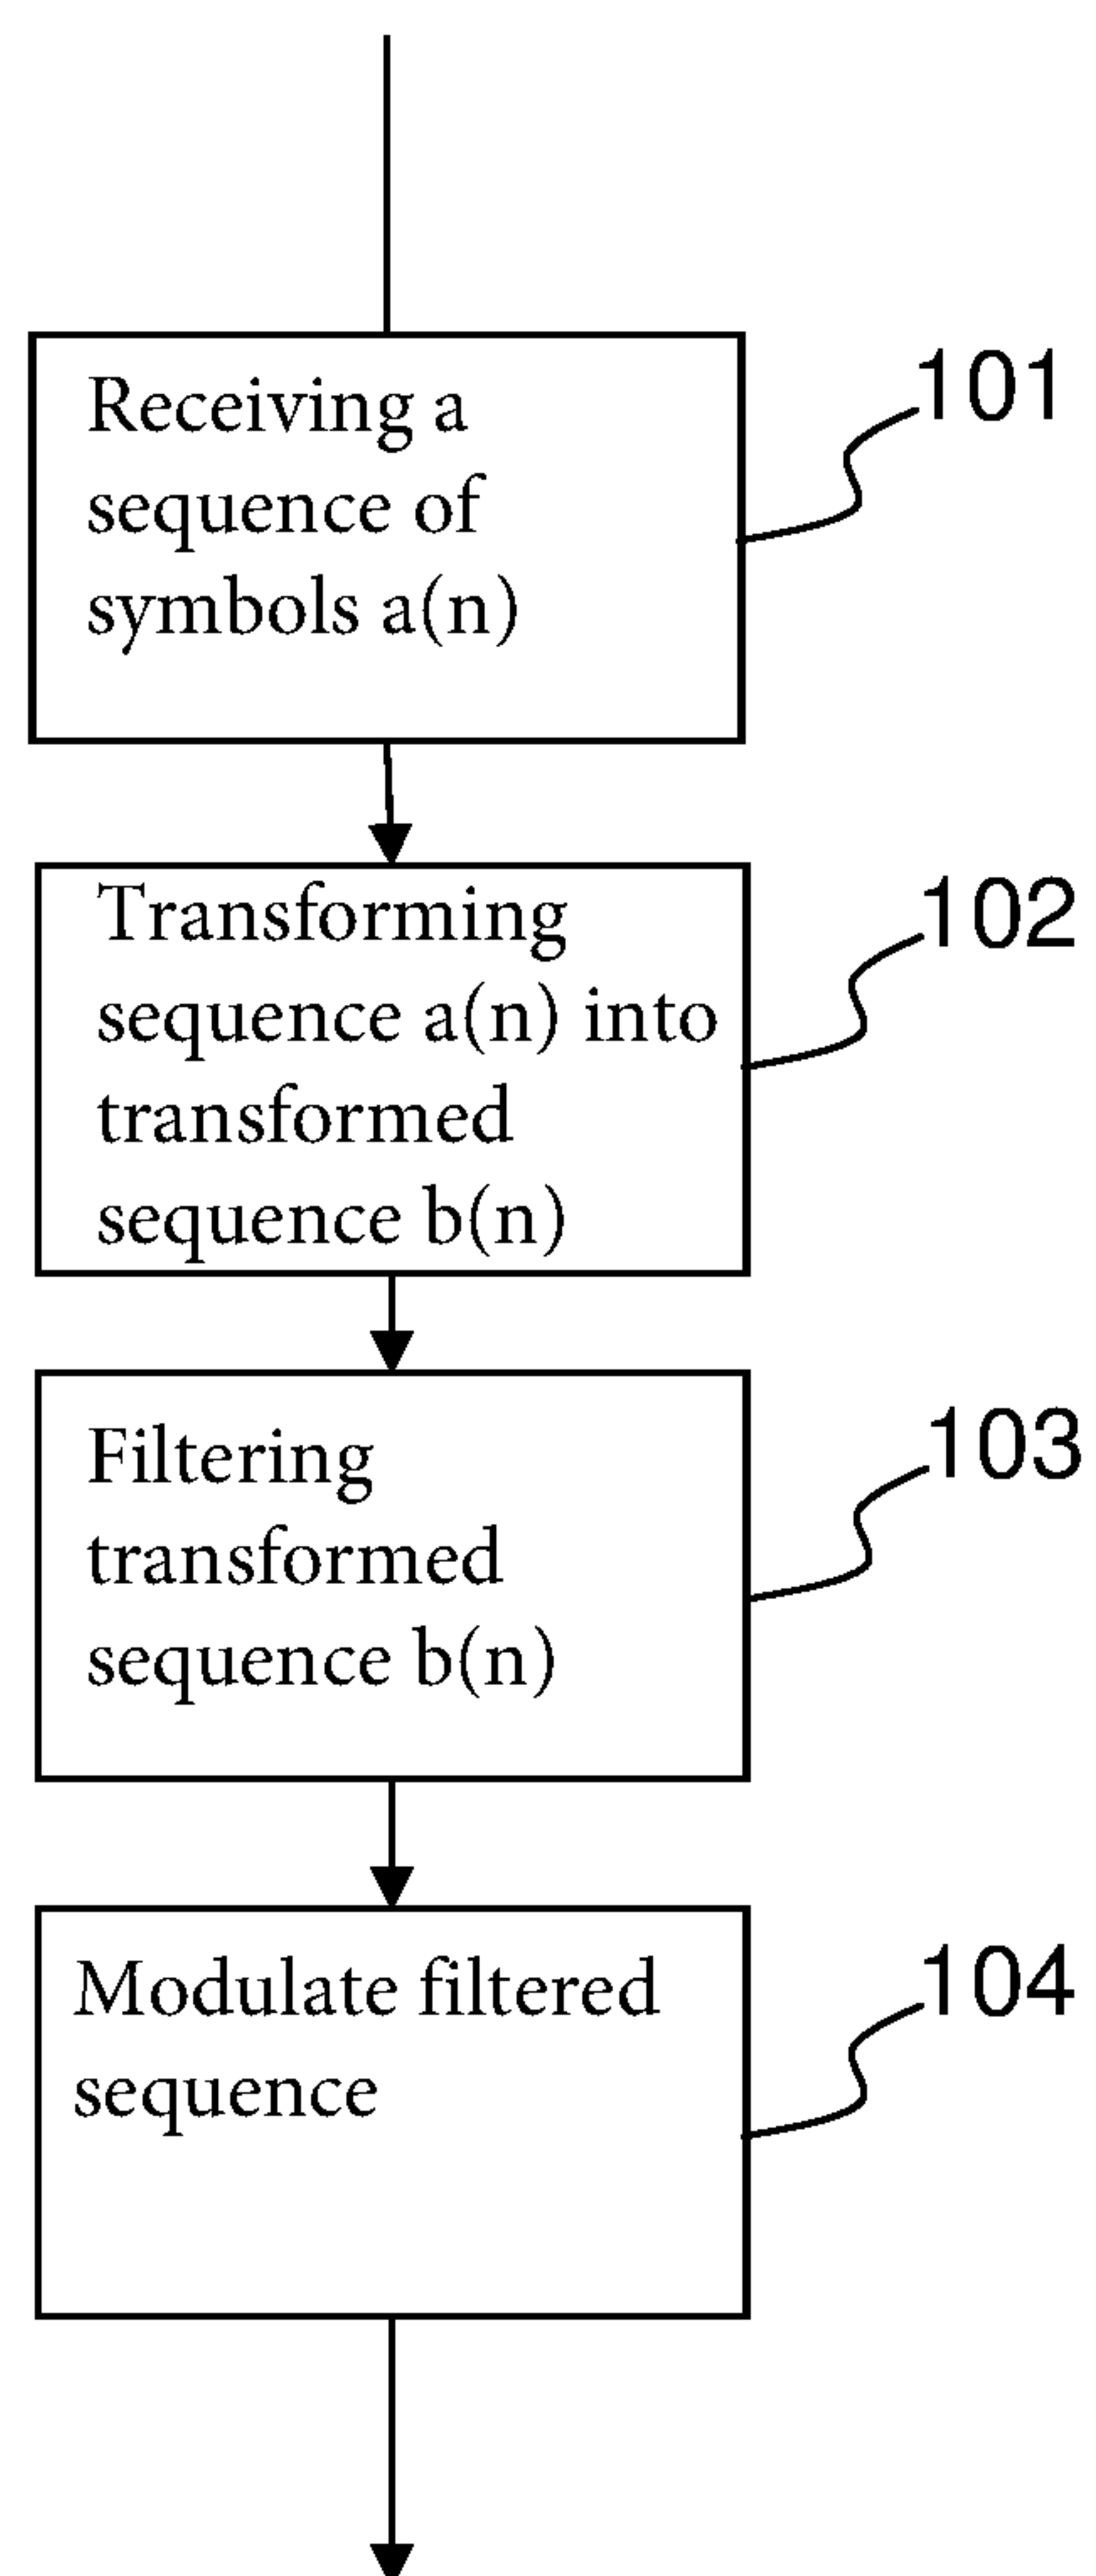 Receiving a
sequence of
symbols a(n)
101
Transforming
sequence a(n) into
transformed
sequence b(n)
102
Filtering
transformed
sequence b(n)
103
Modulate filtered
sequence
104